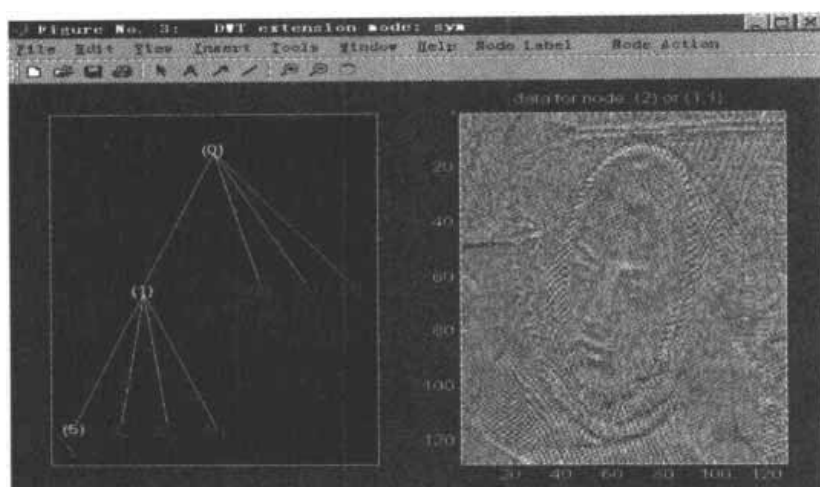 Figure No. 3: DWT extension mode: sym
File Edit View Insert Tools Window Help Node Label Node Action
data for node (2) or (1,1).
(0)
(1)
(5)
20
40
60
80
100
120
20 40 60 80 100 120